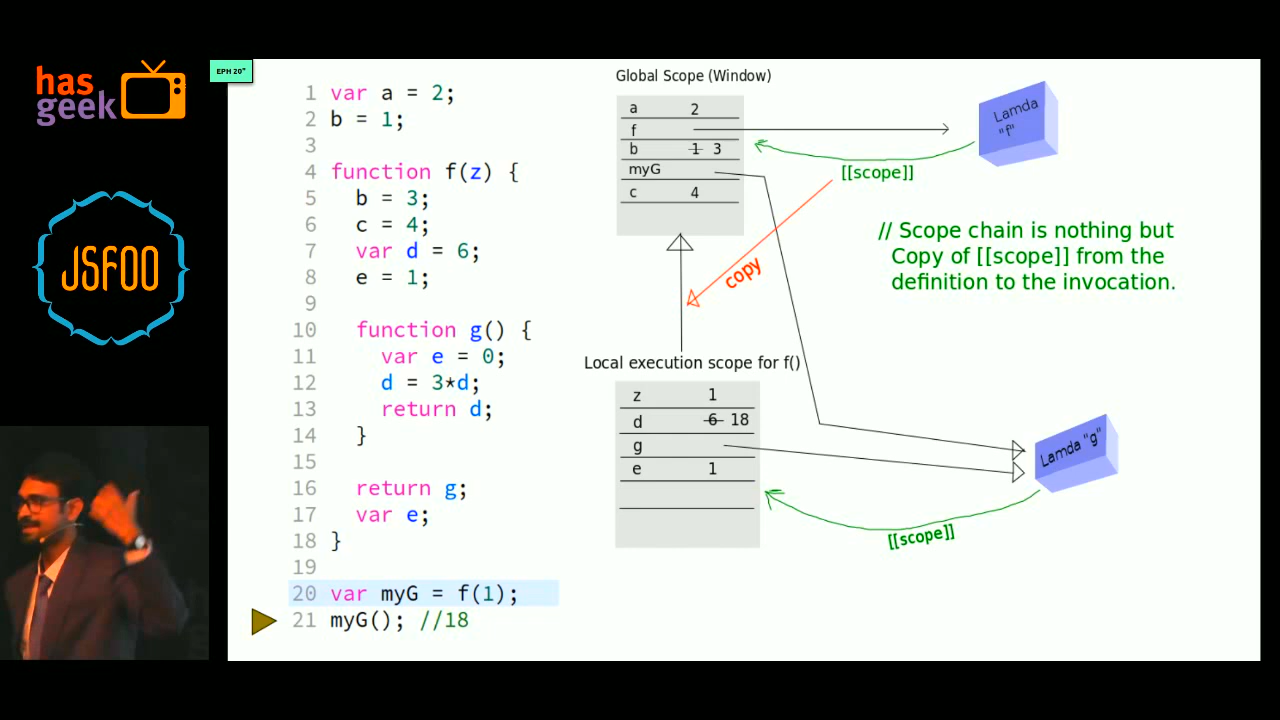 has
geek
JSFOO
EPH 20"
1 var a = 2;
2 b = 1;
3
4 function f(z) {
5 b = 3;
6 c = 4;
7 var d = 6;
8 e = 1;
9
10 function g() {
11 var e = 0;
12 d = 3*d;
13 return d;
14 }
15
16 return g;
17 var e;
18 }
19
20 var myG = f(1);
21 myG(); //18
Global Scope (Window)
a 2
f
b 1 3
myG
c 4
Lamda
"f"
[[scope]]
copy
// Scope chain is nothing but
Copy of [[scope]] from the
definition to the invocation.
Local execution scope for f()
z 1
d 6 18
g
e 1
Lamda "g"
[[scope]]